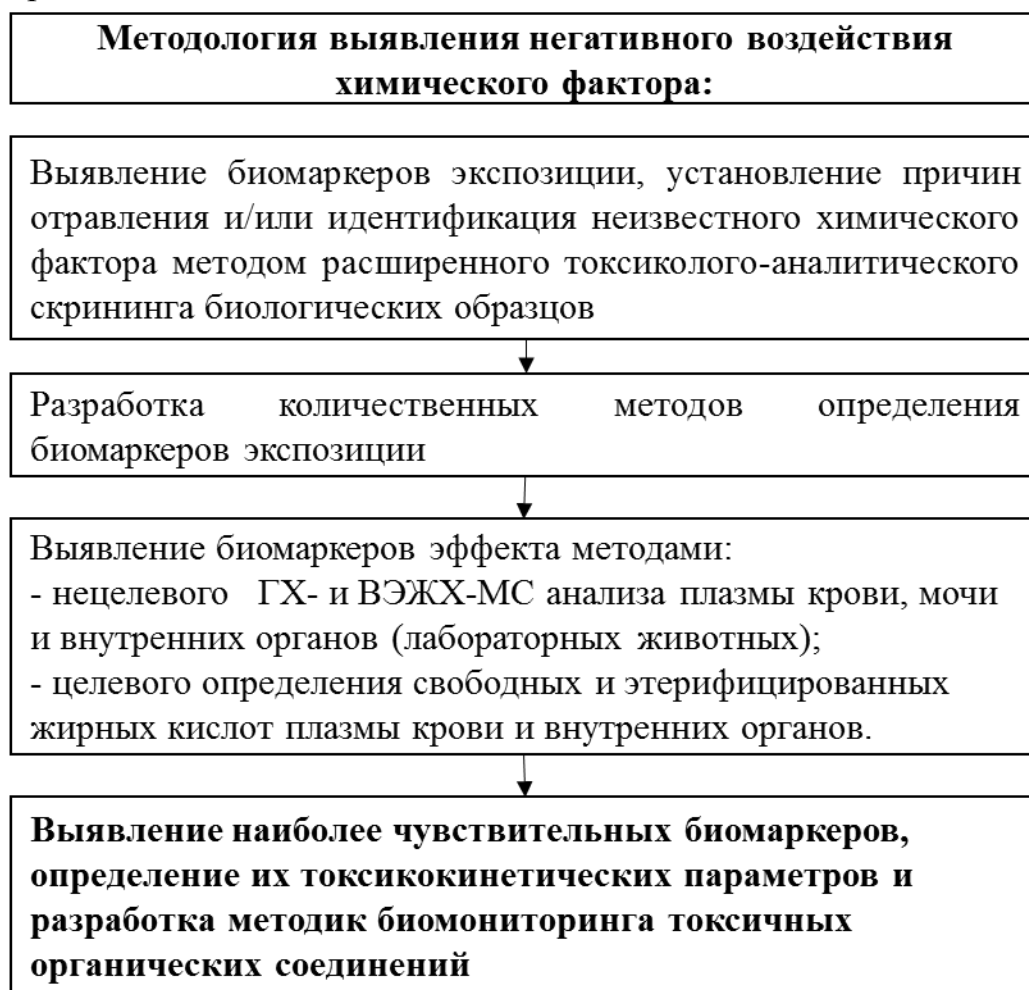 Методология выявления негативного воздействия
химического фактора:
Выявление биомаркеров экспозиции, установление причин
отравления и/или идентификация неизвестного химического
фактора методом расширенного токсиколого-аналитического
скрининга биологических образцов
Разработка количественных методов определения
биомаркеров экспозиции
Выявление биомаркеров эффекта методами:
- нецелевого ГХ- и ВЭЖХ-МС анализа плазмы крови, мочи
и внутренних органов (лабораторных животных);
- целевого определения свободных и этерифицированных
жирных кислот плазмы крови и внутренних органов.
Выявление наиболее чувствительных биомаркеров,
определение их токсикокинетических параметров и
разработка методик биомониторинга токсичных
органических соединений